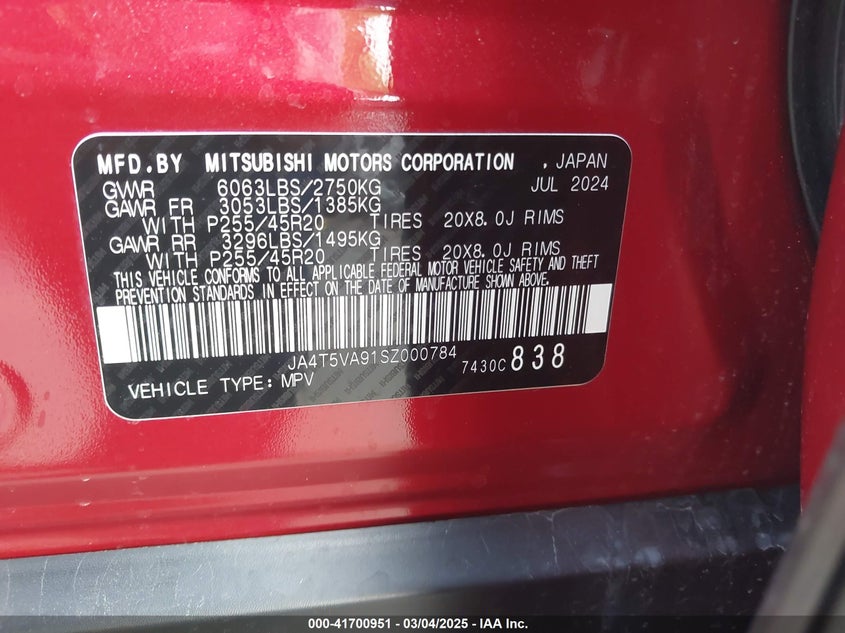 MFD.BY MITSUBISHI MOTORS CORPORATION , JAPAN
GVWR 6063LBS/2750KG JUL 2024
GAWR FR 3053LBS/1385KG
WITH P255/45R20 TIRES 20X8.0J RIMS
GAWR RR 3296LBS/1495KG
WITH P255/45R20 TIRES 20X8.0J RIMS
THIS VEHICLE CONFORMS TO ALL APPLICABLE FEDERAL MOTOR VEHICLE SAFETY AND THEFT
PREVENTION STANDARDS IN EFFECT ON THE DATE OF MANUFACTURE SHOWN ABOVE.
JA4T5VA91SZ000784 7430C 838
VEHICLE TYPE: MPV
000-41700951 - 03/04/2025 - IAA Inc.